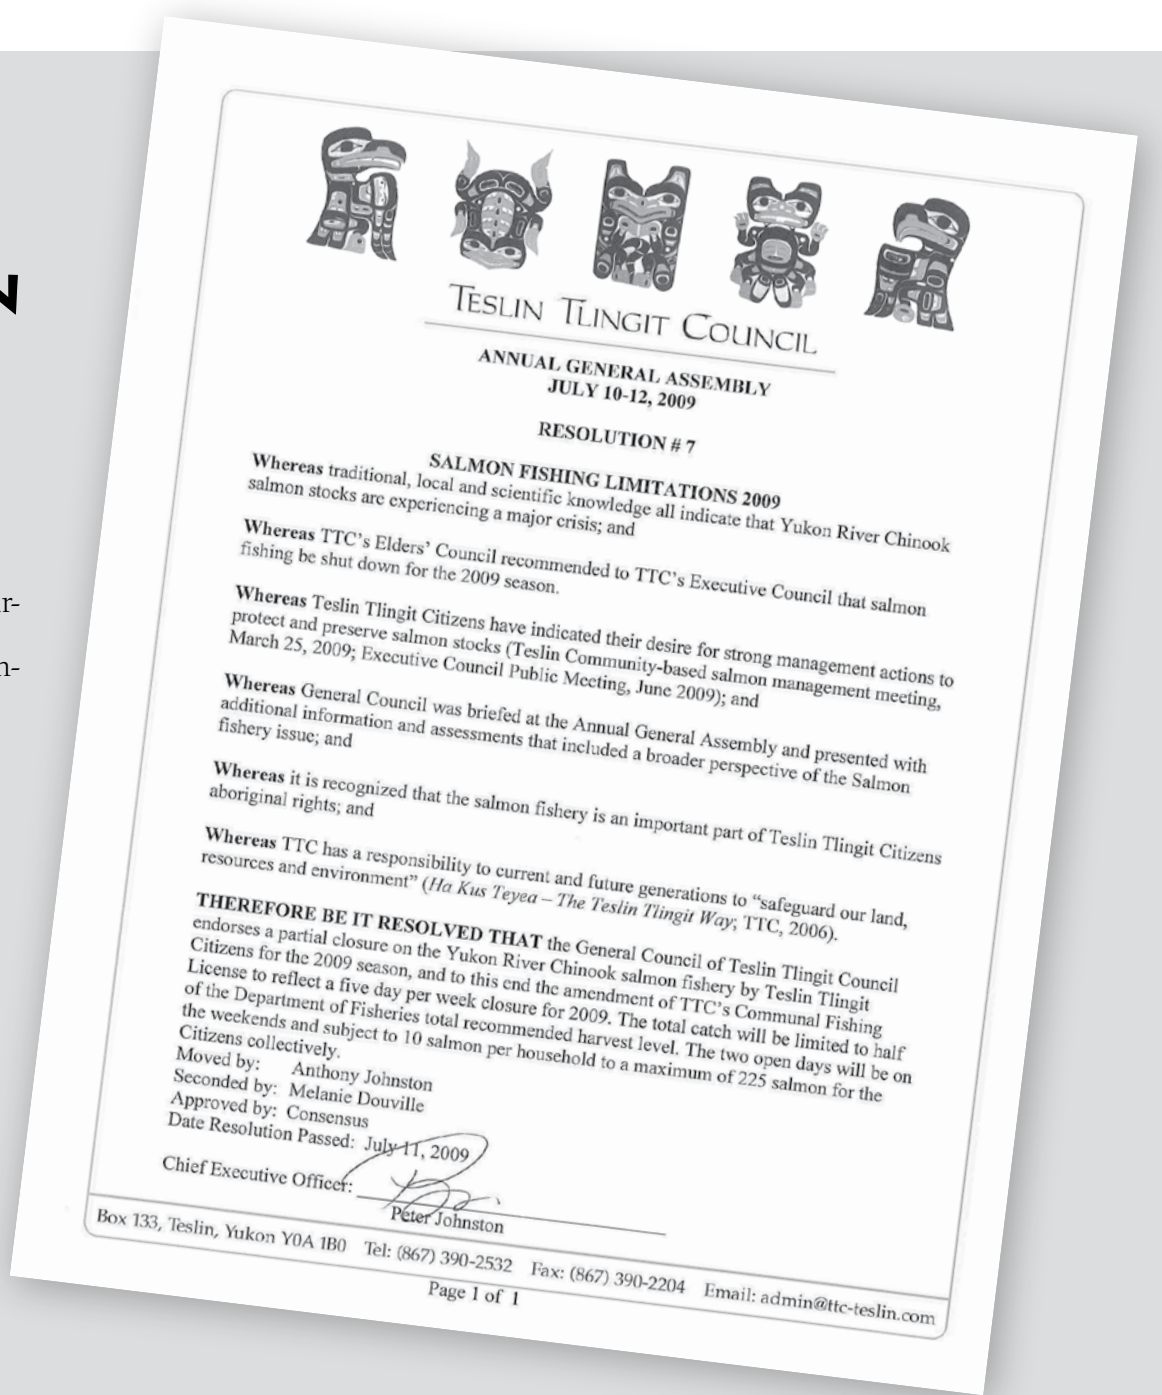 N
r-
n-
TESLIN TLINGIT COUNCIL
ANNUAL GENERAL ASSEMBLY
JULY 10-12, 2009
RESOLUTION # 7
SALMON FISHING LIMITATIONS 2009
Whereas traditional, local and scientific knowledge all indicate that Yukon River Chinook
salmon stocks are experiencing a major crisis; and
Whereas TTC's Elders' Council recommended to TTC's Executive Council that salmon
fishing be shut down for the 2009 season.
Whereas Teslin Tlingit Citizens have indicated their desire for strong management actions to
protect and preserve salmon stocks (Teslin Community-based salmon management meeting,
March 25, 2009; Executive Council Public Meeting, June 2009); and
Whereas General Council was briefed at the Annual General Assembly and presented with
additional information and assessments that included a broader perspective of the Salmon
fishery issue; and
Whereas it is recognized that the salmon fishery is an important part of Teslin Tlingit Citizens
aboriginal rights; and
Whereas TTC has a responsibility to current and future generations to “safeguard our land,
resources and environment” (Ha Kus Teyea – The Teslin Tlingit Way; TTC, 2006).
THEREFORE BE IT RESOLVED THAT the General Council of Teslin Tlingit Council
endorses a partial closure on the Yukon River Chinook salmon fishery by Teslin Tlingit
Citizens for the 2009 season, and to this end the amendment of TTC's Communal Fishing
License to reflect a five day per week closure for 2009. The total catch will be limited to half
of the Department of Fisheries total recommended harvest level. The two open days will be on
the weekends and subject to 10 salmon per household to a maximum of 225 salmon for the
Citizens collectively.
Moved by: Anthony Johnston
Seconded by: Melanie Douville
Approved by: Consensus
Date Resolution Passed: July 11, 2009
Chief Executive Officer:
Peter Johnston
Box 133, Teslin, Yukon Y0A 1B0 Tel: (867) 390-2532 Fax: (867) 390-2204 Email: admin@ttc-teslin.com
Page 1 of 1